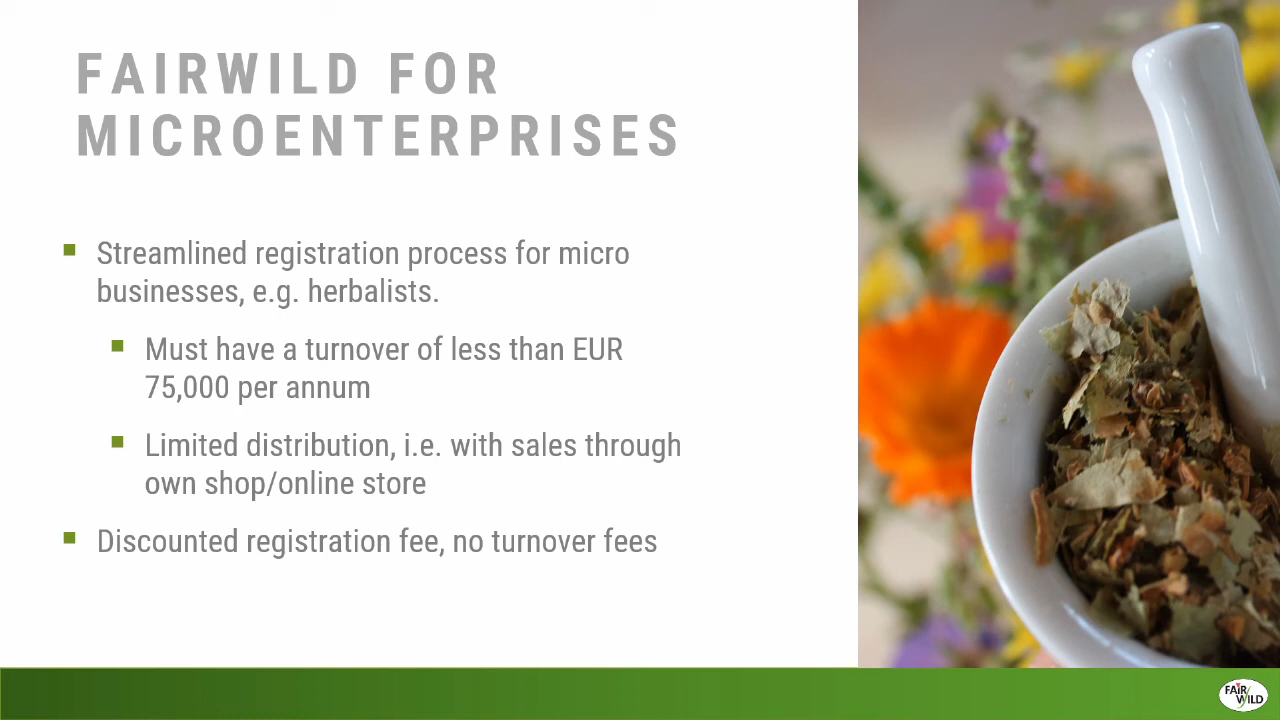 FAIRWILD FOR
MICROENTERPRISES
Streamlined registration process for micro
businesses, e.g. herbalists.
Must have a turnover of less than EUR
75,000 per annum
Limited distribution, i.e. with sales through
own shop/online store
Discounted registration fee, no turnover fees
FAIR
WILD